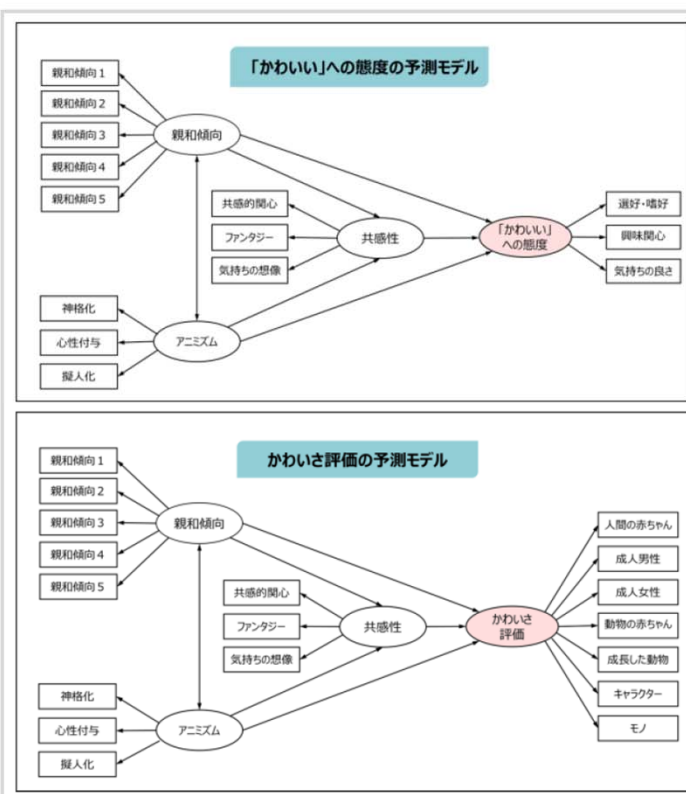 「かわいい」への態度の予測モデル
親和傾向1
親和傾向2
親和傾向3
親和傾向4
親和傾向5
親和傾向
共感的関心
ファンタジー
気持ちの想像
共感性
「かわいい」
への態度
選好・嗜好
興味関心
気持ちの良さ
神格化
心性付与
擬人化
アニミズム
かわいさ評価の予測モデル
親和傾向1
親和傾向2
親和傾向3
親和傾向4
親和傾向5
親和傾向
共感的関心
ファンタジー
気持ちの想像
共感性
かわいさ
評価
人間の赤ちゃん
成人男性
成人女性
動物の赤ちゃん
成長した動物
キャラクター
モノ
神格化
心性付与
擬人化
アニミズム